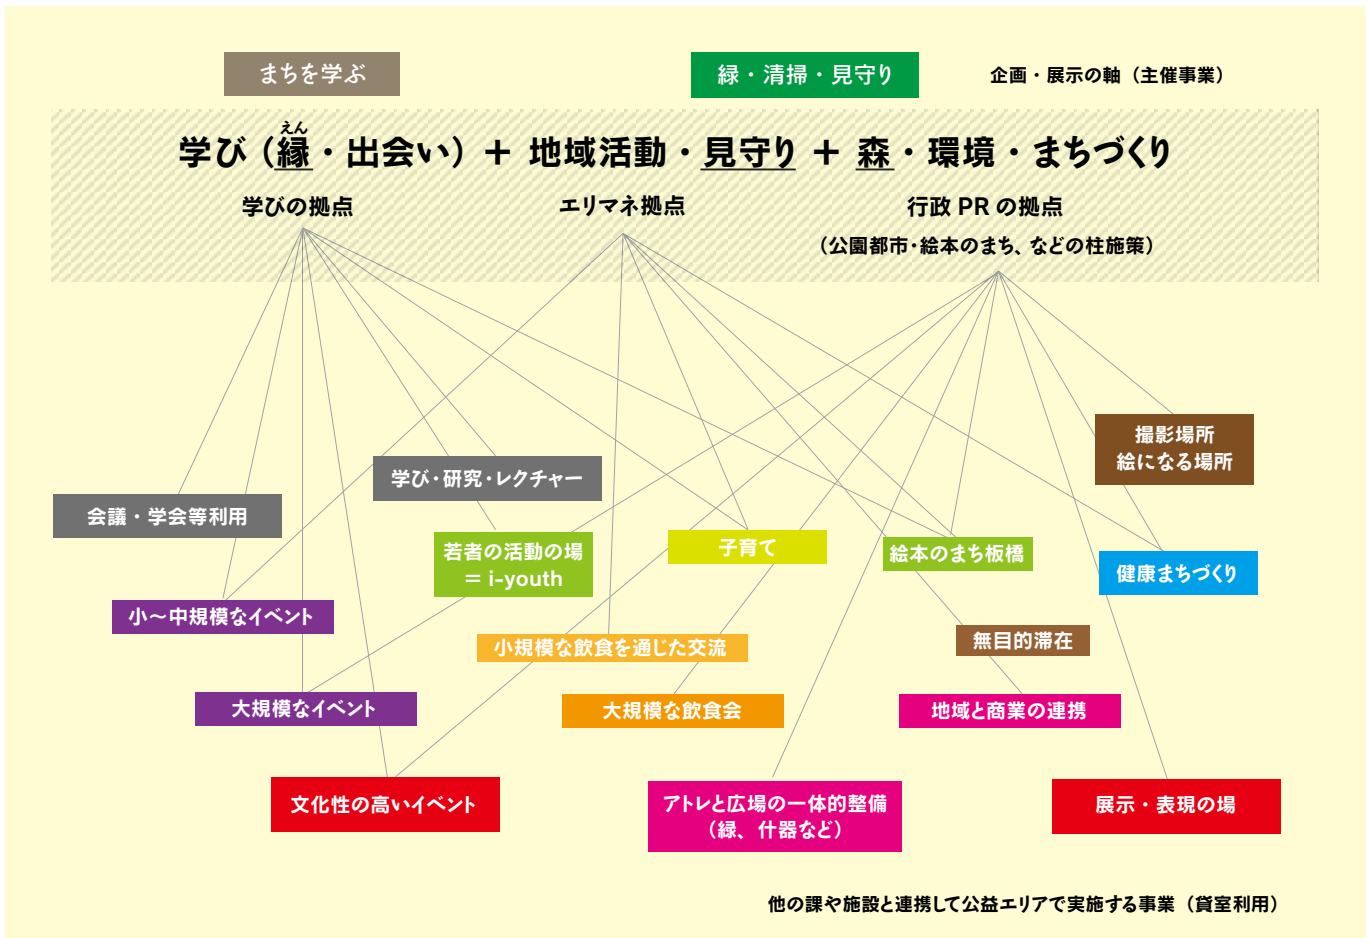 まちを学ぶ
緑・清掃・見守り
企画・展示の軸（主催事業）
えん
学び（縁・出会い）＋ 地域活動・見守り ＋ 森・環境・まちづくり
学びの拠点
エリマネ拠点
行政 PR の拠点
（公園都市・絵本のまち、などの柱施策）
撮影場所
絵になる場所
学び・研究・レクチャー
会議・学会等利用
若者の活動の場
＝ i-youth
子育て
絵本のまち板橋
健康まちづくり
小〜中規模なイベント
小規模な飲食を通じた交流
無目的滞在
大規模なイベント
大規模な飲食会
地域と商業の連携
文化性の高いイベント
アトレと広場の一体的整備
（緑、什器など）
展示・表現の場
他の課や施設と連携して公益エリアで実施する事業（貸室利用）